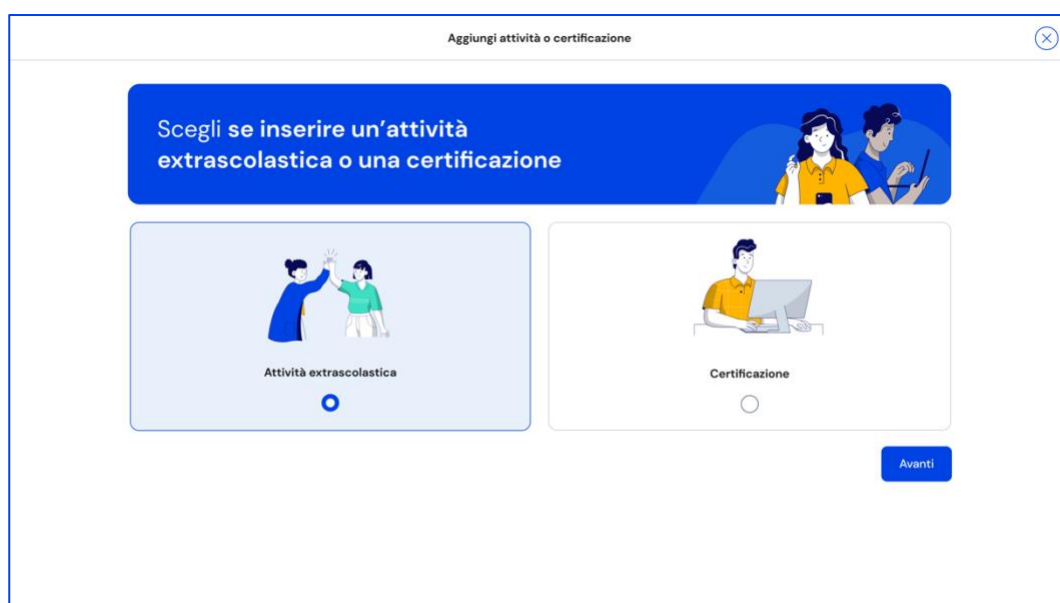 Aggiungi attività o certificazione
Scegli se inserire un’attività
extrascolastica o una certificazione
Attività extrascolastica
Certificazione
Avanti